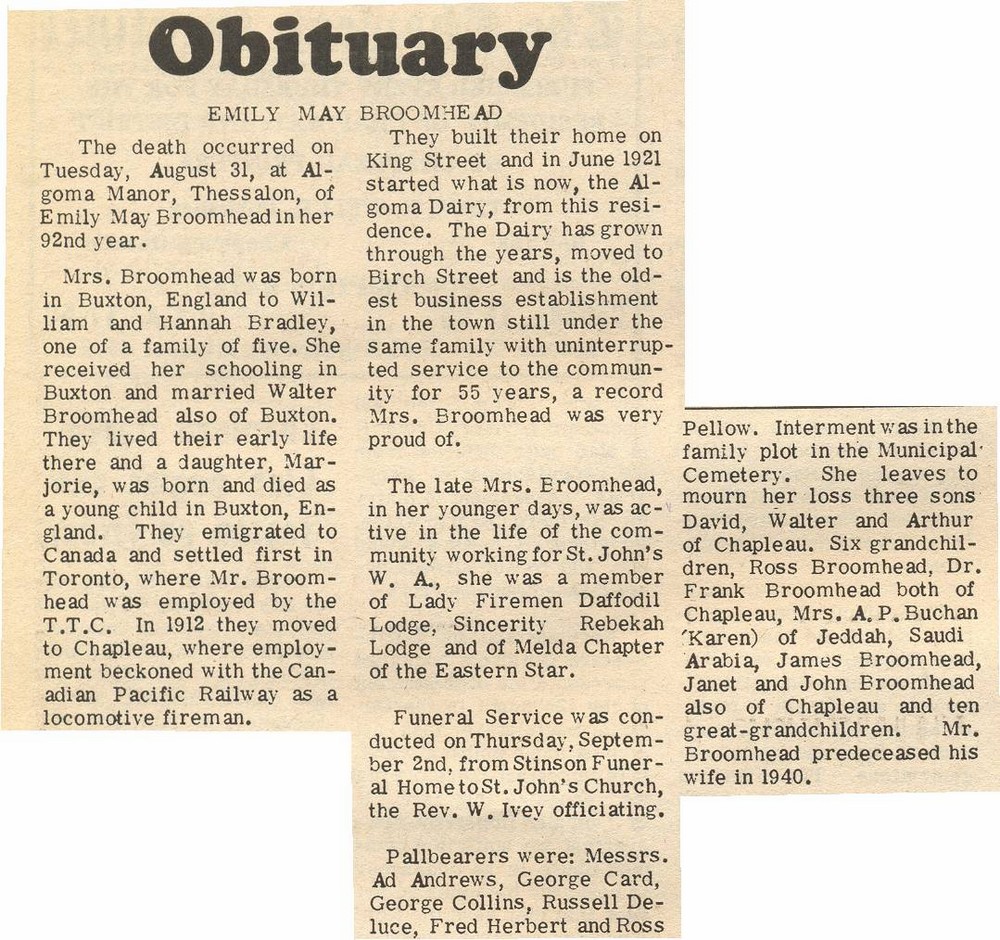 Obituary
EMILY MAY BROOMHEAD
The death occurred on
Tuesday, August 31, at Al-
goma Manor, Thessalon, of
Emily May Broomhead in her
92nd year.
Mrs. Broomhead was born
in Buxton, England to Wil-
liam and Hannah Bradley,
one of a family of five. She
received her schooling in
Buxton and married Walter
Broomhead also of Buxton.
They lived their early life
there and a daughter, Mar-
jorie, was born and died as
a young child in Buxton, En-
gland. They emigrated to
Canada and settled first in
Toronto, where Mr. Broom-
head was employed by the
T.T.C. In 1912 they moved
to Chapleau, where employ-
ment beckoned with the Can-
adian Pacific Railway as a
locomotive fireman.
They built their home on
King Street and in June 1921
started what is now, the Al-
goma Dairy, from this resi-
dence. The Dairy has grown
through the years, moved to
Birch Street and is the old-
est business establishment
in the town still under the
same family with uninterrup-
ted service to the commun-
ity for 55 years, a record
Mrs. Broomhead was very
proud of.
The late Mrs. Broomhead,
in her younger days, was ac-
tive in the life of the com-
munity working for St. John's
W. A., she was a member
of Lady Firemen Daffodil
Lodge, Sincerity Rebekah
Lodge and of Melda Chapter
of the Eastern Star.
Funeral Service was con-
ducted on Thursday, Septem-
ber 2nd, from Stinson Funer-
al Home to St. John's Church,
the Rev. W. Ivey officiating.
Pallbearers were: Messrs.
Ad Andrews, George Card,
George Collins, Russell De-
luce, Fred Herbert and Ross
Pellow. Interment was in the
family plot in the Municipal
Cemetery. She leaves to
mourn her loss three sons
David, Walter and Arthur
of Chapleau. Six grandchil-
dren, Ross Broomhead, Dr.
Frank Broomhead both of
Chapleau, Mrs. A. P. Buchan
(Karen) of Jeddah, Saudi
Arabia, James Broomhead,
Janet and John Broomhead
also of Chapleau and ten
great-grandchildren. Mr.
Broomhead predeceased his
wife in 1940.